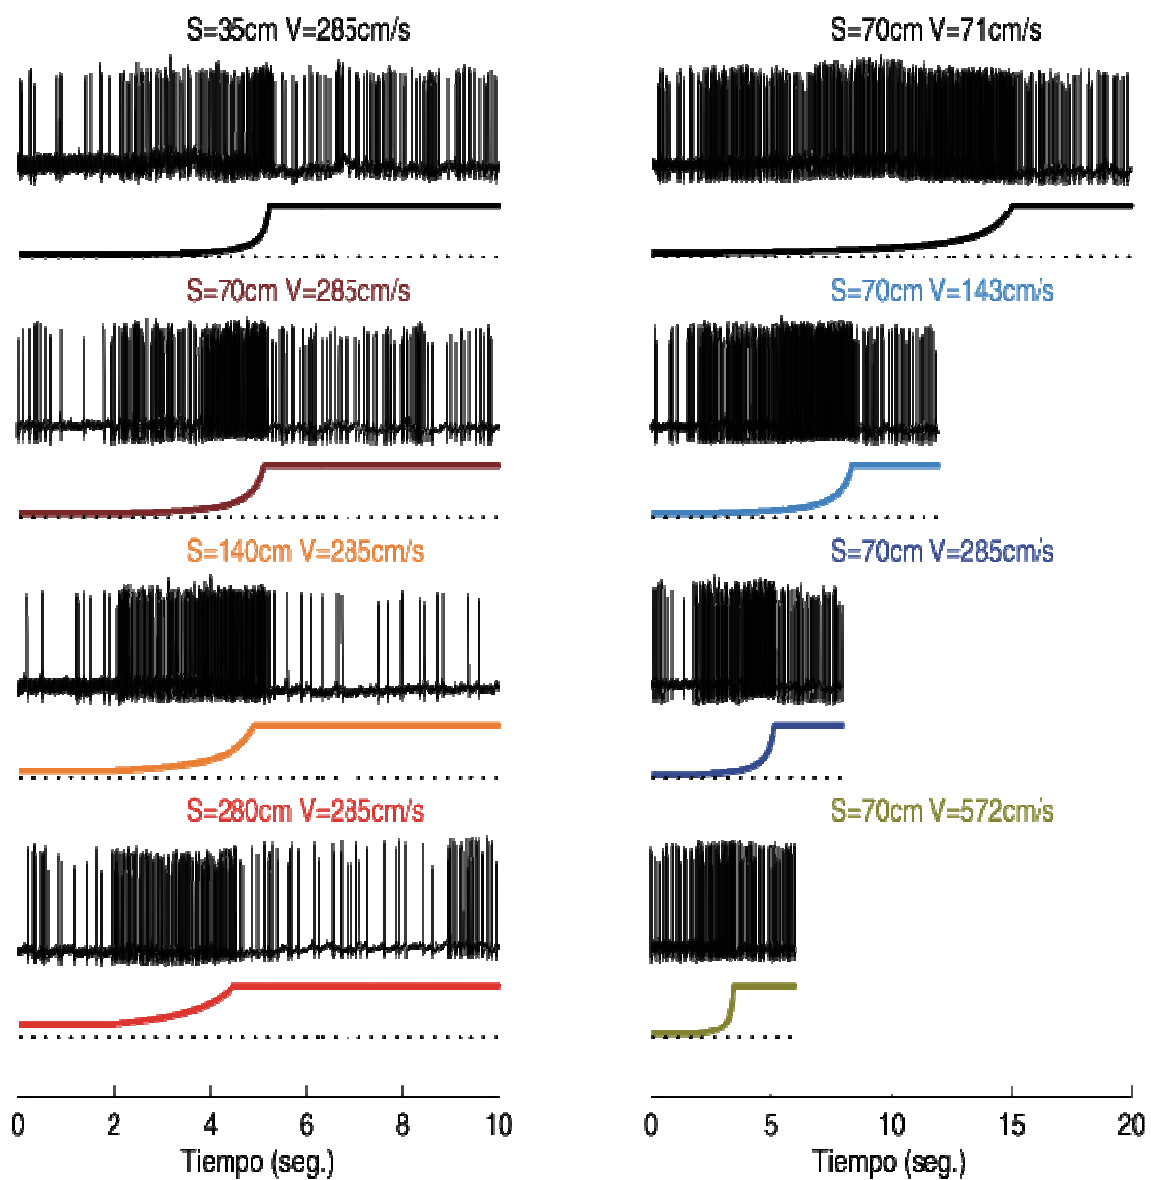 S=35cm V=285cm/s
S=70cm V=71cm/s
S=70cm V=285cm/s
S=70cm V=143cm/s
S=140cm V=285cm/s
S=70cm V=285cm/s
S=280cm V=285cm/s
S=70cm V=572cm/s
0 2 4 6 8 10
0 5 10 15 20
Tiempo (seg.)
Tiempo (seg.)